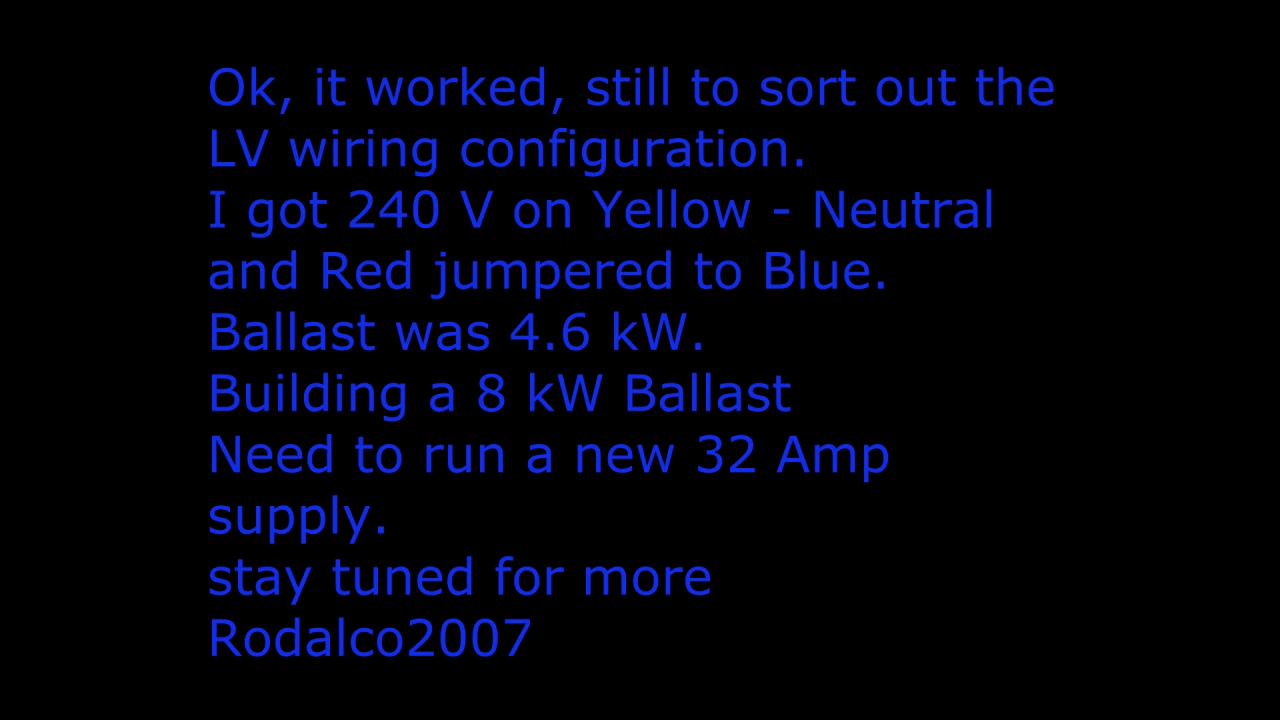 Ok, it worked, still to sort out the
LV wiring configuration.
I got 240 V on Yellow - Neutral
and Red jumpered to Blue.
Ballast was 4.6 kW.
Building a 8 kW Ballast
Need to run a new 32 Amp
supply.
stay tuned for more
Rodalco2007